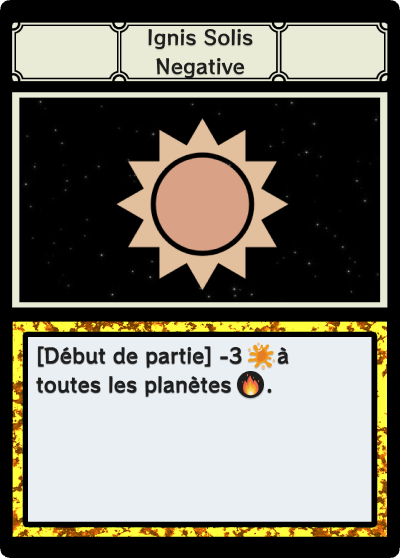 Ignis Solis
Negative
[Début de partie] -3 à
toutes les planètes .